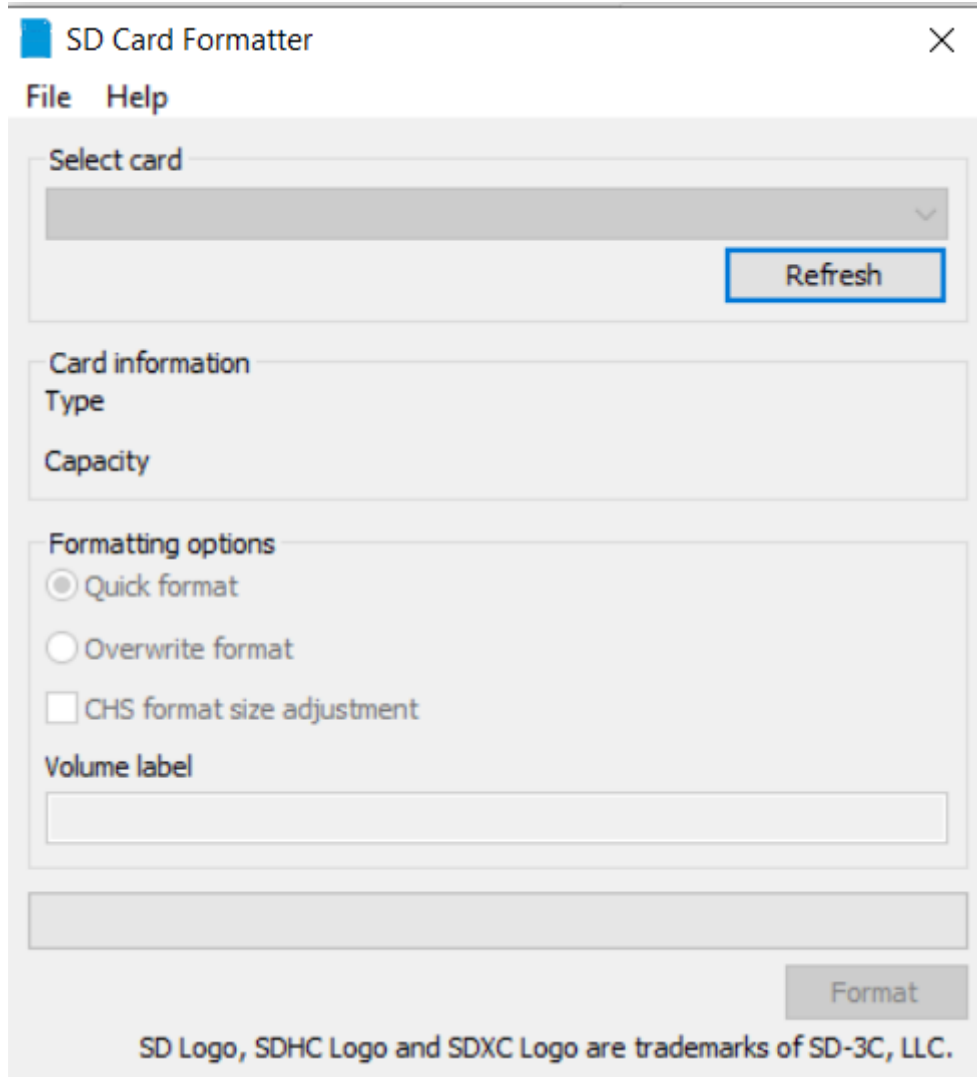 SD Card Formatter
File Help
Select card
Refresh
Card information
Type
Capacity
Formatting options
Quick format
Overwrite format
CHS format size adjustment
Volume label
Format
SD Logo, SDHC Logo and SDXC Logo are trademarks of SD-3C, LLC.